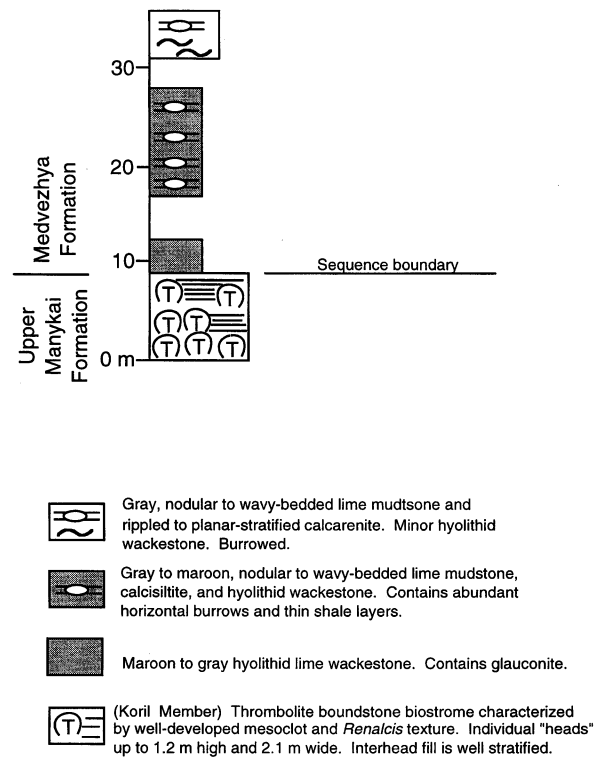 30
20
10
0 m
Medvezhya
Formation
Upper
Manykai
Formation
Sequence boundary
T T
T T
T T T
Gray, nodular to wavy-bedded lime mudtsone and
rippled to planar-stratified calcarenite. Minor hyolithid
wackestone. Burrowed.
Gray to maroon, nodular to wavy-bedded lime mudstone,
calcisiltite, and hyolithid wackestone. Contains abundant
horizontal burrows and thin shale layers.
Maroon to gray hyolithid lime wackestone. Contains glauconite.
T
(Koril Member) Thrombolite boundstone biostrome characterized
by well-developed mesoclot and Renalcis texture. Individual "heads"
up to 1.2 m high and 2.1 m wide. Interhead fill is well stratified.